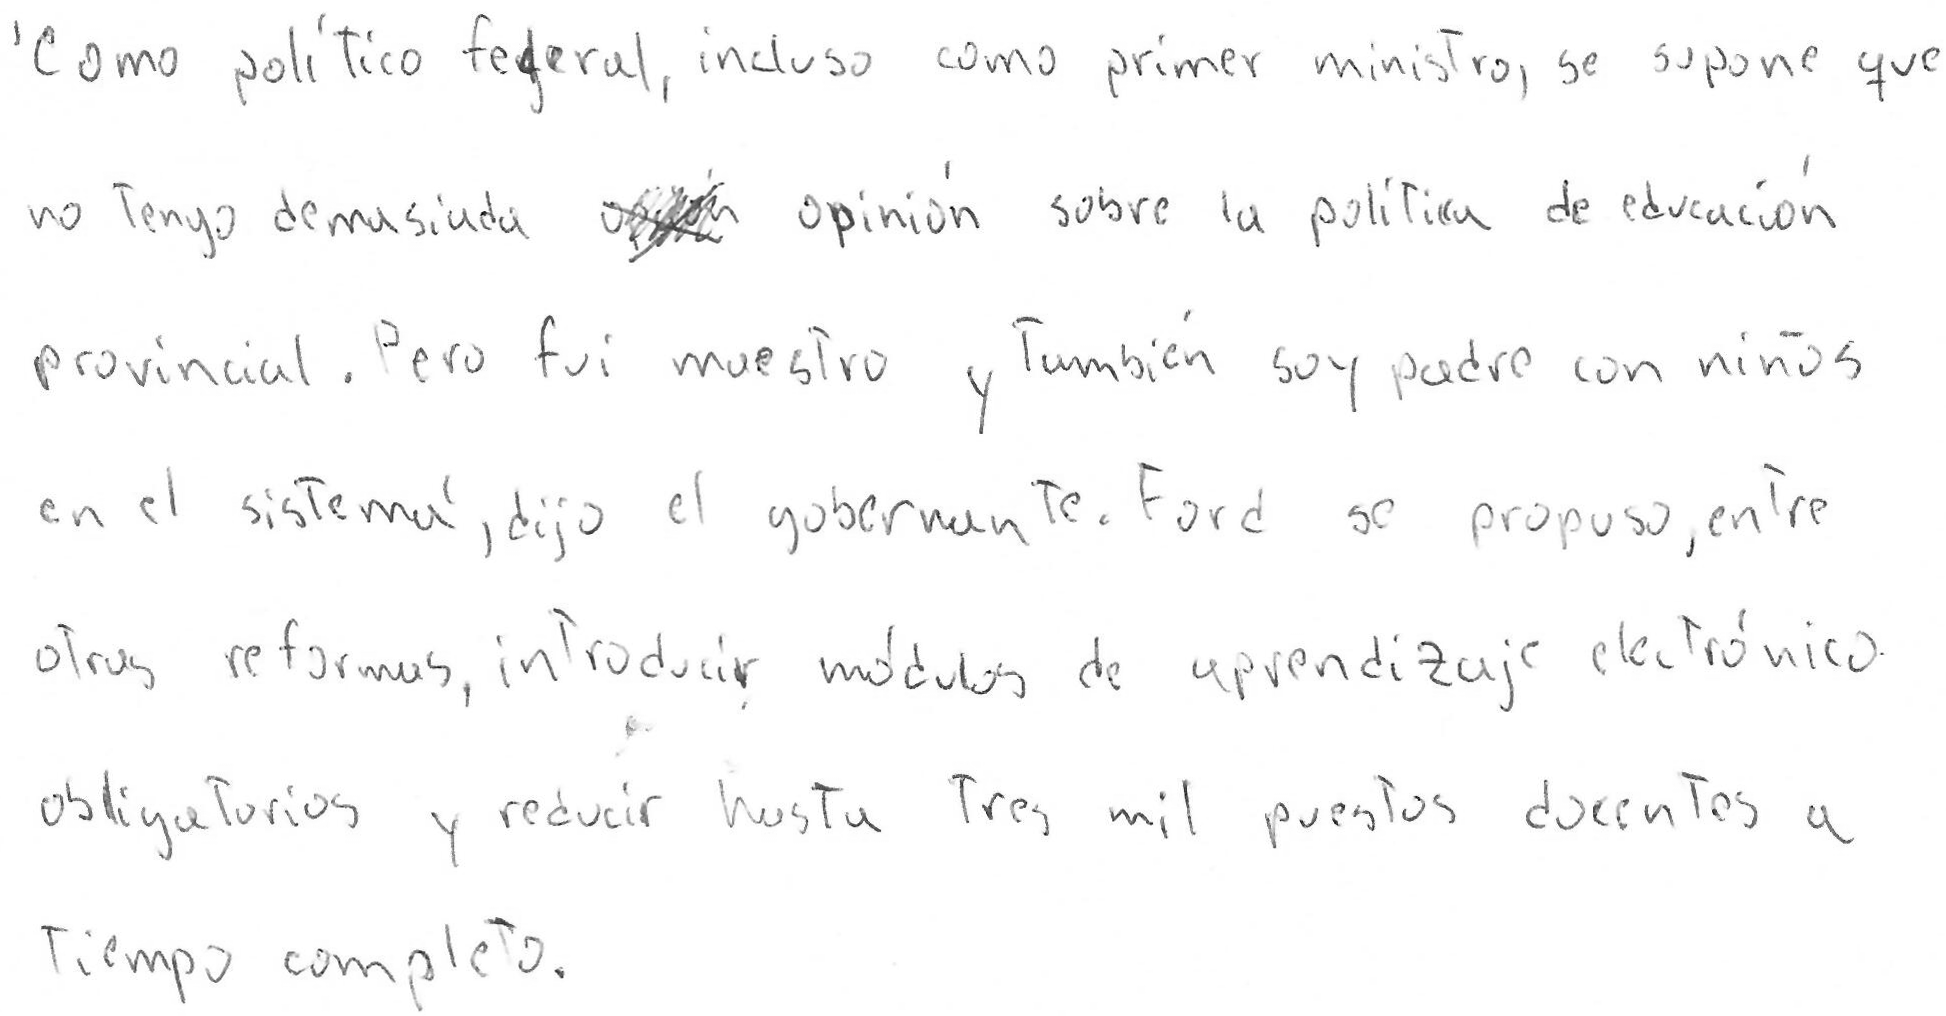 'Como político federal, incluso como primer ministro, se supone que
no tengo demasiada opinión sobre la política de educación
provincial. Pero fui maestro y también soy padre con niños
en el sistema', dijo el gobernante. Ford se propuso, entre
otras reformas, introducir módulos de aprendizaje electrónico
obligatorios y reducir hasta tres mil puestos docentes a
tiempo completo.